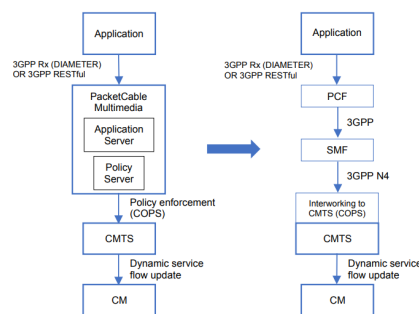 Application
3GPP Rx (DIAMETER)
OR 3GPP RESTful
PacketCable
Multimedia
Application
Server
Policy
Server
Policy enforcement
(COPS)
CMTS
Dynamic service
flow update
CM
Application
3GPP Rx (DIAMETER)
OR 3GPP RESTful
PCF
3GPP
SMF
3GPP N4
Interworking to
CMTS (COPS)
CMTS
Dynamic service
flow update
CM